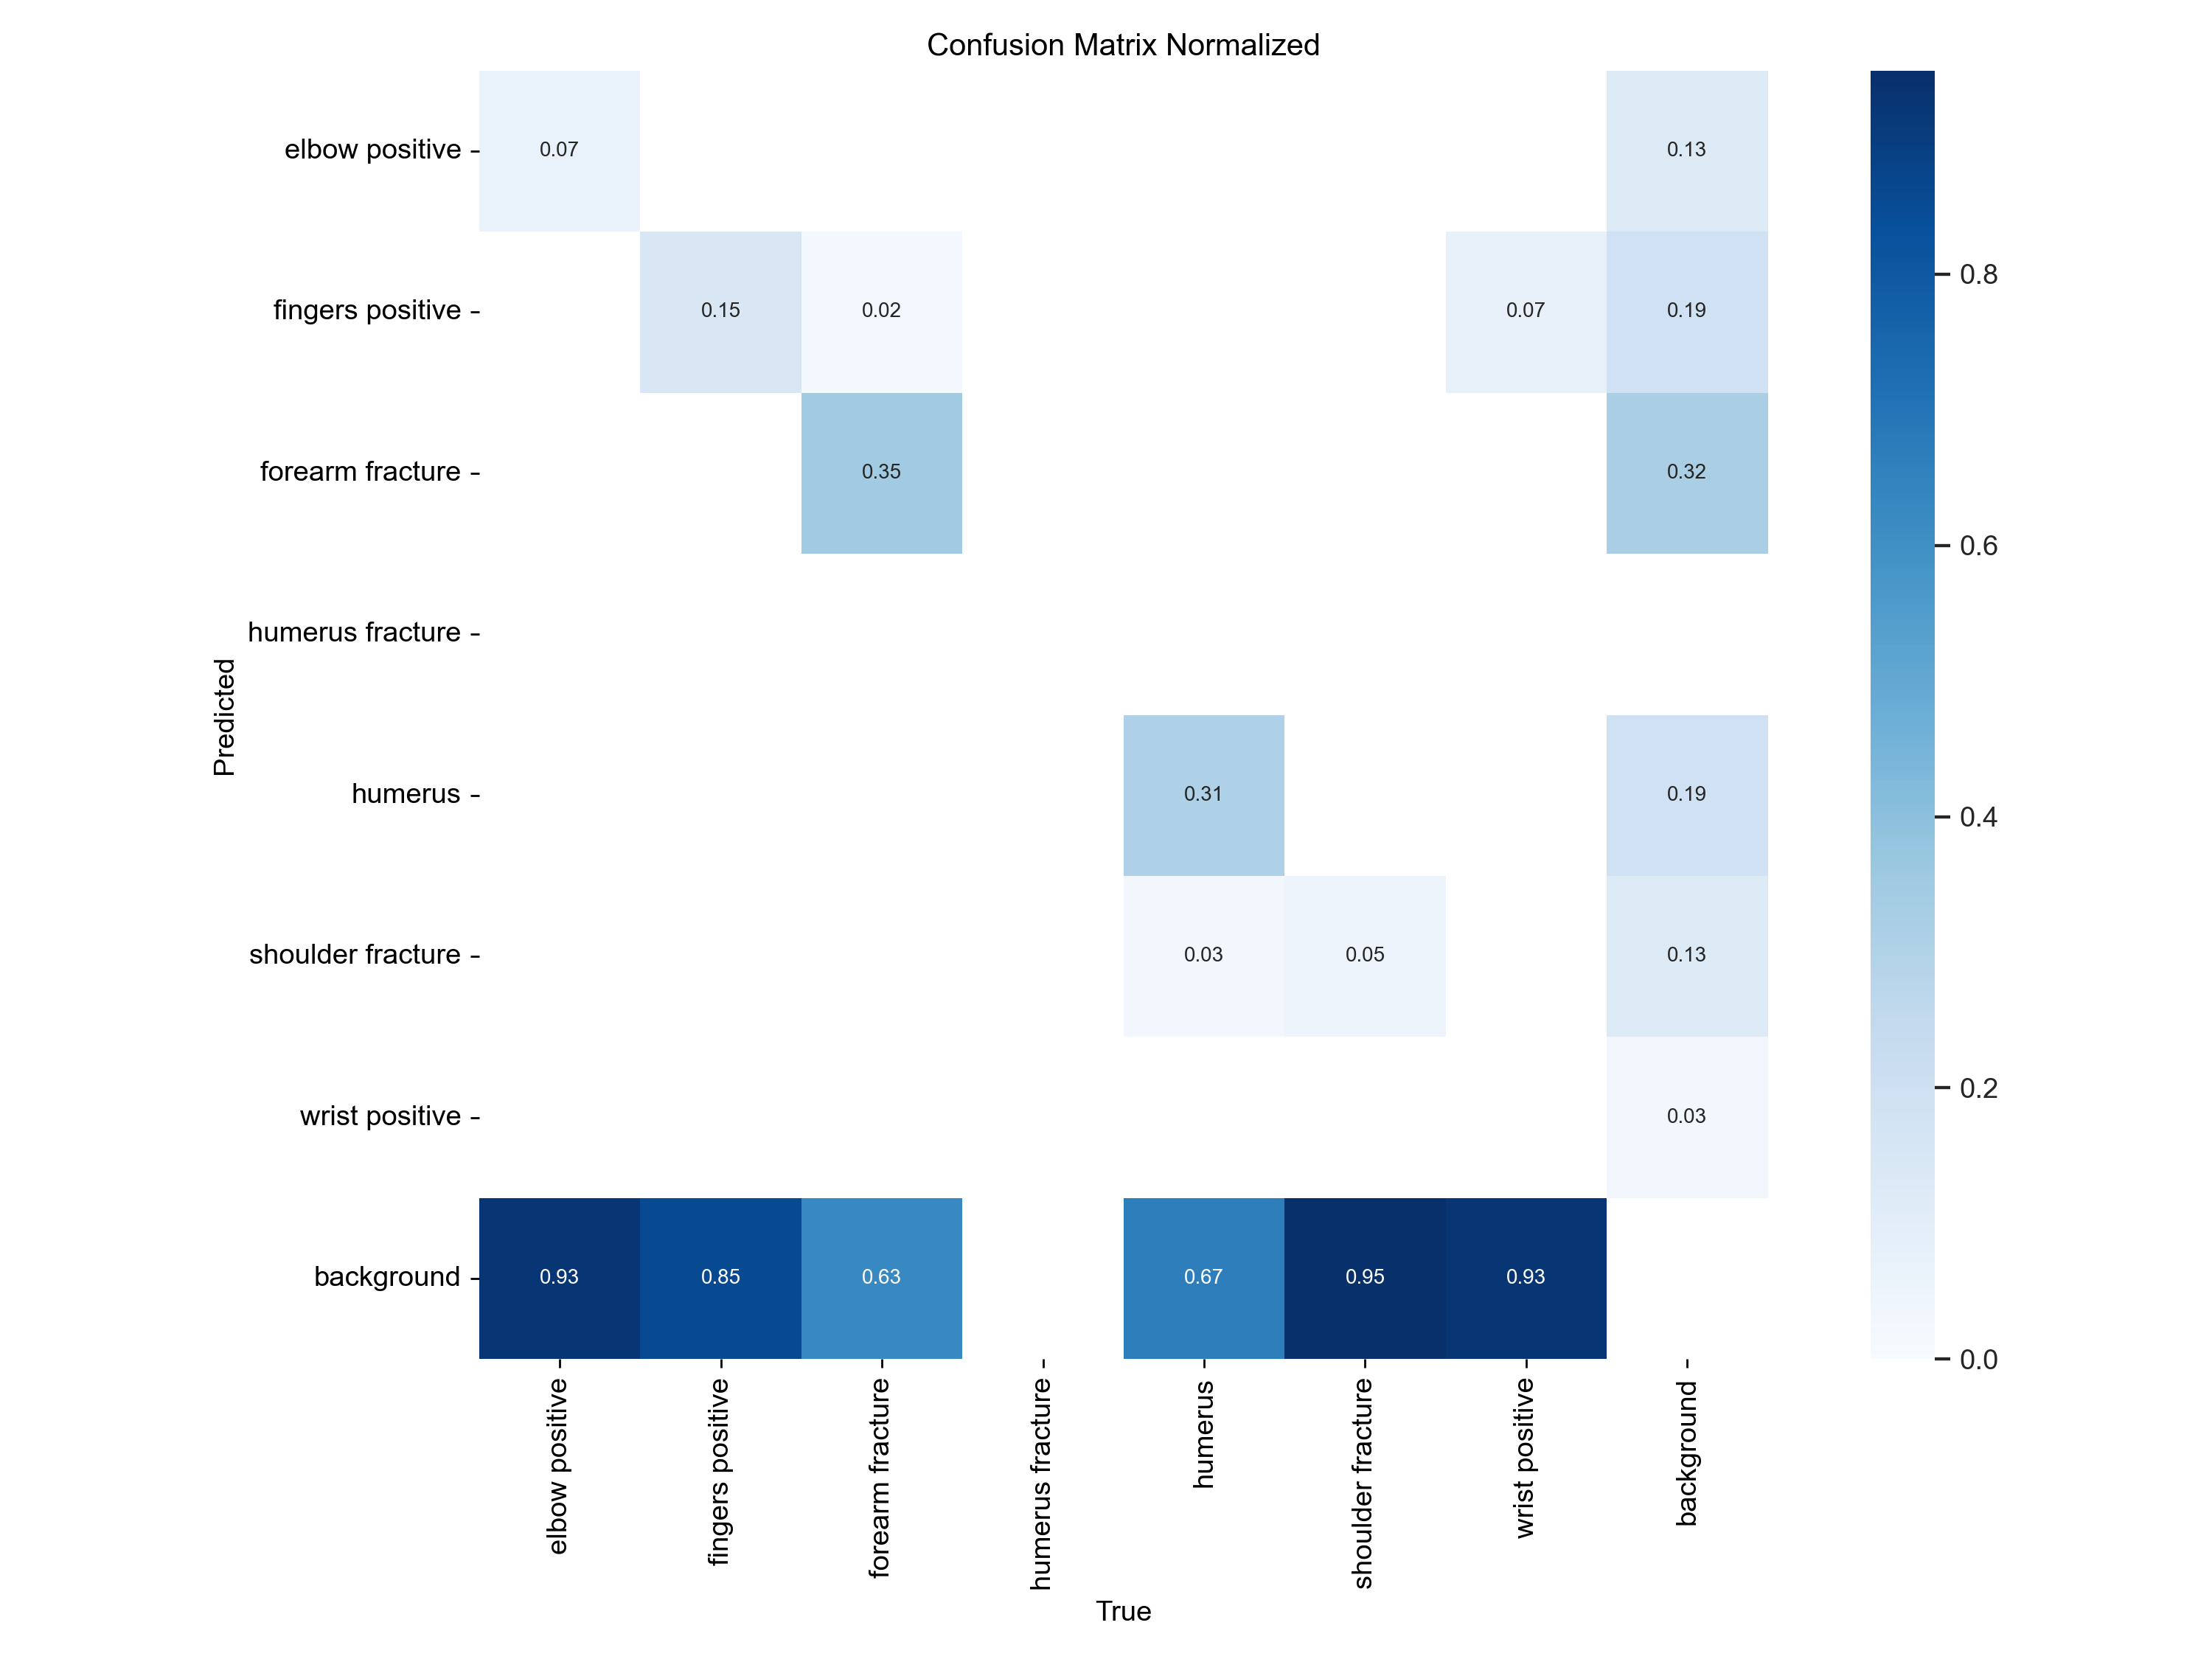 Confusion Matrix Normalized
elbow positive
0.07
0.13
fingers positive
0.15
0.02
0.07
0.19
0.8
forearm fracture
0.35
0.32
0.6
humerus fracture
Predicted
humerus
0.31
0.19
0.4
shoulder fracture
0.03
0.05
0.13
wrist positive
0.03
0.2
background
0.93
0.85
0.63
0.67
0.95
0.93
0.0
elbow positive
fingers positive
forearm fracture
humerus fracture
humerus
shoulder fracture
wrist positive
background
True